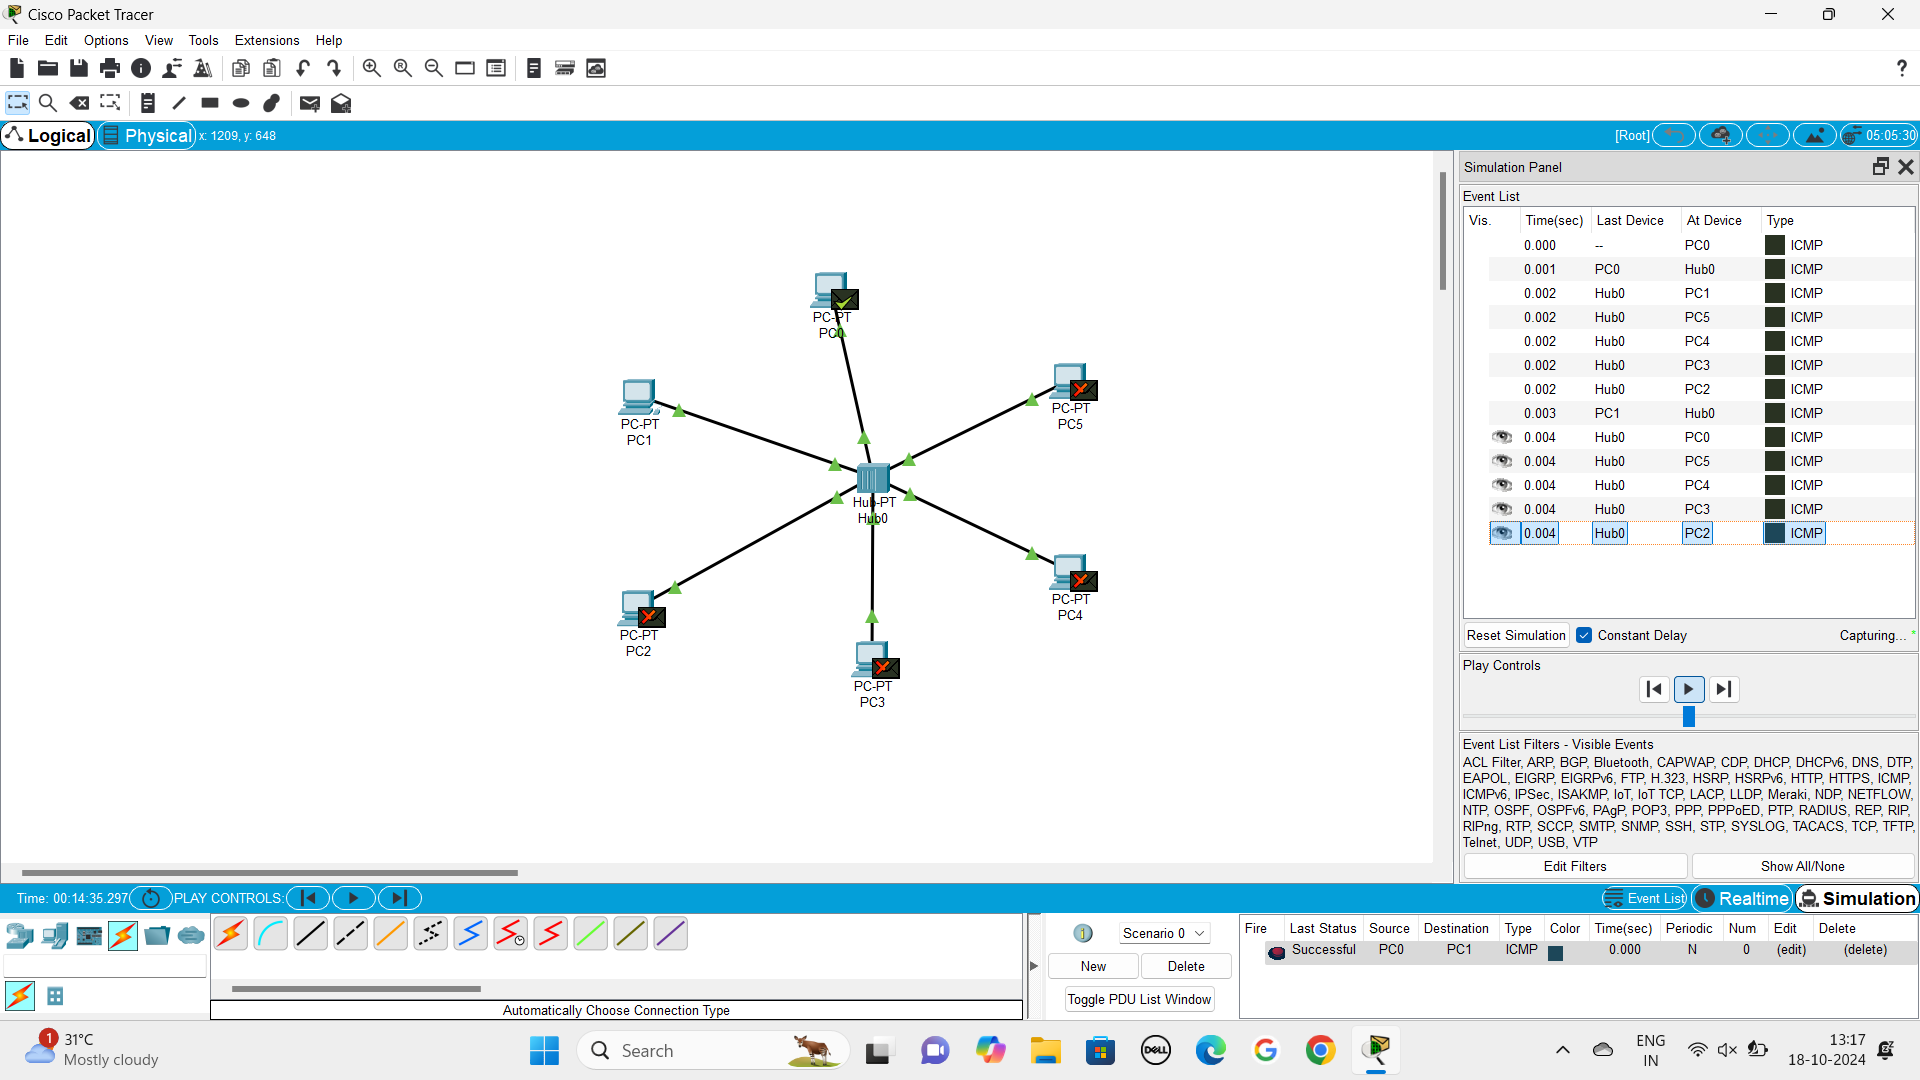 Cisco Packet Tracer
File Edit Options View Tools Extensions Help
?
Logical Physical x: 1209, y: 648 [Root] 05:05:30
Simulation Panel
Event List
Vis. Time(sec) Last Device At Device Type
0.000 -- PC0 ICMP
0.001 PC0 Hub0 ICMP
0.002 Hub0 PC1 ICMP
0.002 Hub0 PC5 ICMP
0.002 Hub0 PC4 ICMP
0.002 Hub0 PC3 ICMP
0.002 Hub0 PC2 ICMP
0.003 PC1 Hub0 ICMP
0.004 Hub0 PC0 ICMP
0.004 Hub0 PC5 ICMP
0.004 Hub0 PC4 ICMP
0.004 Hub0 PC3 ICMP
0.004 Hub0 PC2 ICMP
Reset Simulation Constant Delay Capturing... *
Play Controls
Event List Filters - Visible Events
ACL Filter, ARP, BGP, Bluetooth, CAPWAP, CDP, DHCP, DHCPv6, DNS, DTP,
EAPOL, EIGRP, EIGRPv6, FTP, H.323, HSRP, HSRPv6, HTTP, HTTPS, ICMP,
ICMPv6, IPSec, ISAKMP, IoT, IoT TCP, LACP, LLDP, Meraki, NDP, NETFLOW,
NTP, OSPF, OSPFv6, PAgP, POP3, PPP, PPPoED, PTP, RADIUS, REP, RIP,
RIPng, RTP, SCCP, SMTP, SNMP, SSH, STP, SYSLOG, TACACS, TCP, TFTP,
Telnet, UDP, USB, VTP
Edit Filters Show All/None
PC-PT
PC0
PC-PT
PC1
PC-PT
PC5
Hub-PT
Hub0
PC-PT
PC4
PC-PT
PC2
PC-PT
PC3
Time: 00:14:35.297 PLAY CONTROLS: Event List Realtime Simulation
Scenario 0
New Delete
Toggle PDU List Window
Fire Last Status Source Destination Type Color Time(sec) Periodic Num Edit Delete
Successful PC0 PC1 ICMP 0.000 N 0 (edit) (delete)
Automatically Choose Connection Type
1 31°C
Mostly cloudy
Search
DELL
ENG
IN
13:17
18-10-2024